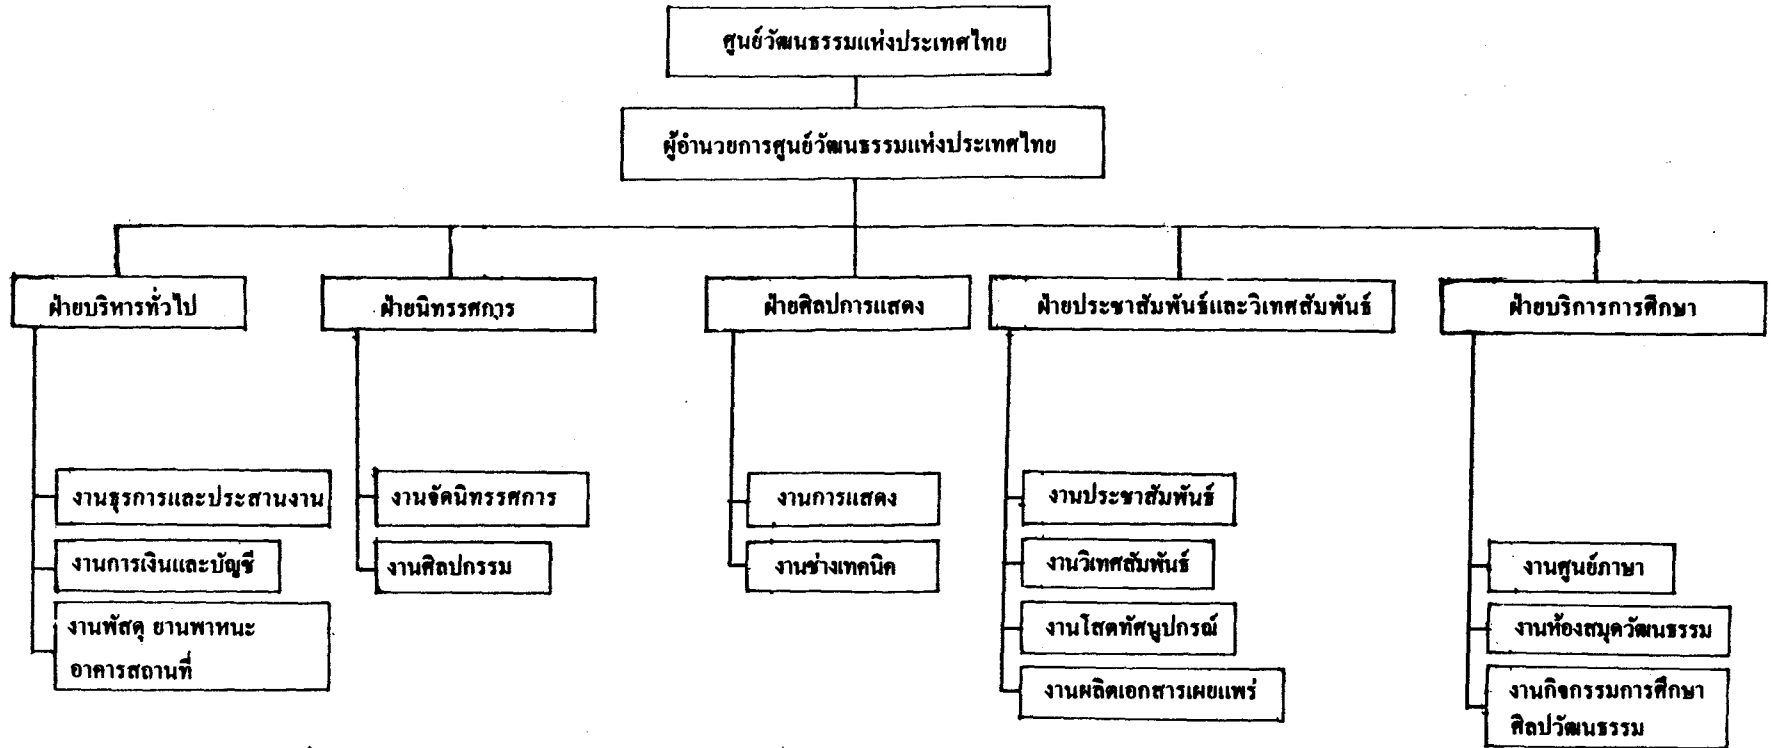 ศูนย์วัฒนธรรมแห่งประเทศไทย
ผู้อำนวยการศูนย์วัฒนธรรมแห่งประเทศไทย
ฝ่ายบริหารทั่วไป
ฝ่ายนิทรรศการ
ฝ่ายศิลปการแสดง
ฝ่ายประชาสัมพันธ์และวิเทศสัมพันธ์
ฝ่ายบริการการศึกษา
งานธุรการและประสานงาน
งานการเงินและบัญชี
งานพัสดุ ยานพาหนะ
อาคารสถานที่
งานจัดนิทรรศการ
งานศิลปกรรม
งานการแสดง
งานช่างเทคนิค
งานประชาสัมพันธ์
งานวิเทศสัมพันธ์
งานโสตทัศนูปกรณ์
งานผลิตเอกสารเผยแพร่
งานศูนย์ภาษา
งานห้องสมุดวัฒนธรรม
งานกิจกรรมการศึกษา
ศิลปวัฒนธรรม